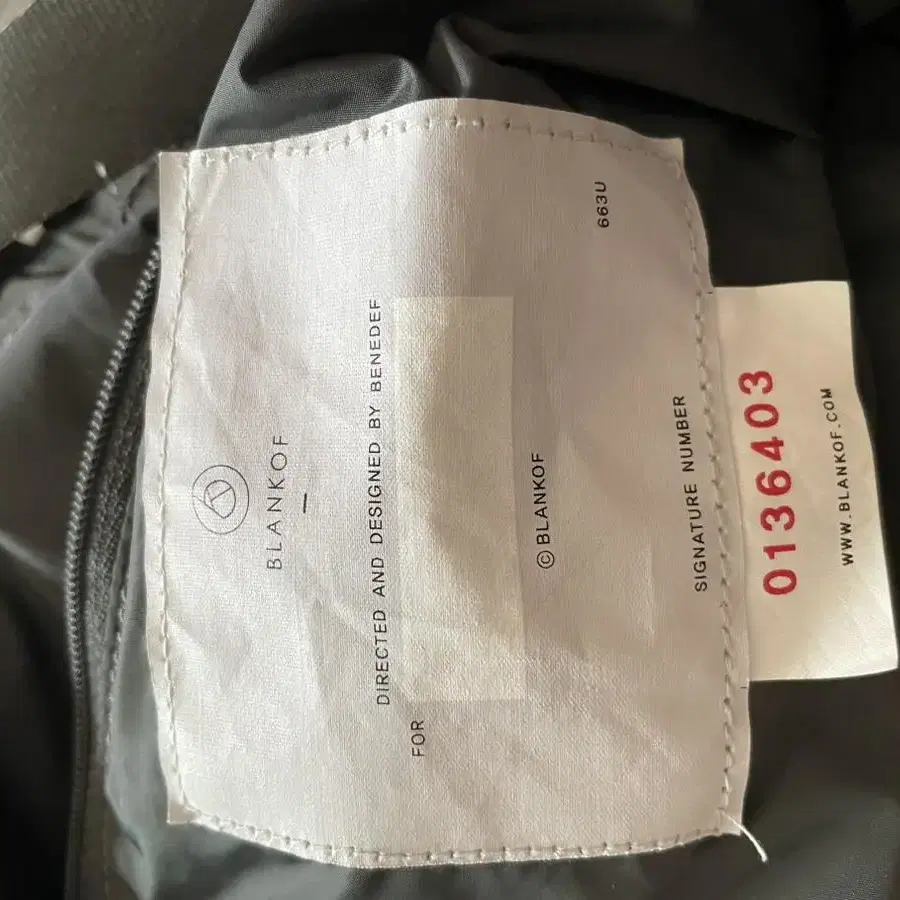 BLANKOF
DIRECTED AND DESIGNED BY BENEDEF
FOR
© BLANKOF
663U
SIGNATURE NUMBER
0136403
WWW.BLANKOF.COM